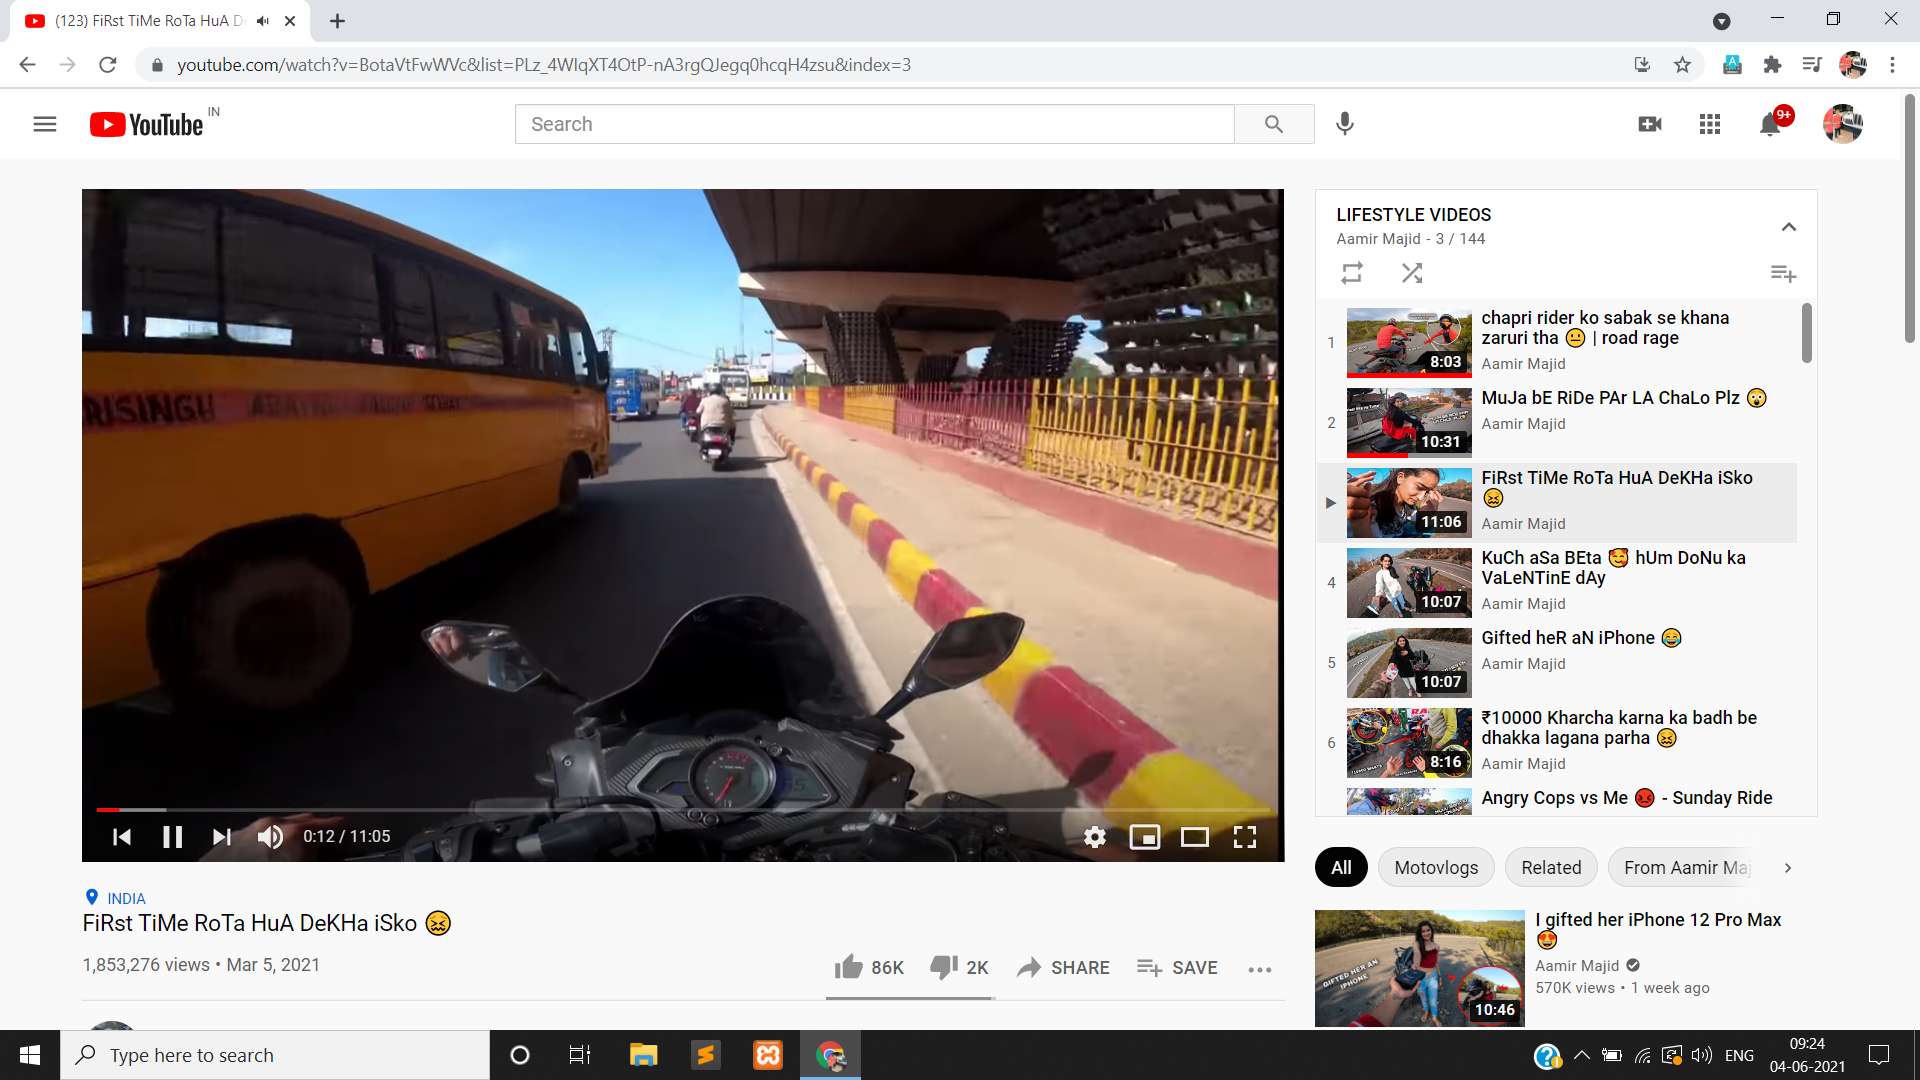 (123) FiRst TiMe RoTa HuA De
youtube.com/watch?v=BotaVtFwWVc&list=PLz_4WlqXT4OtP-nA3rgQJegq0hcqH4zsu&index=3
YouTube IN
Search
9+
RISINGH
LIFESTYLE VIDEOS
Aamir Majid - 3 / 144
1
8:03
chapri rider ko sabak se khana
zaruri tha 😐 | road rage
Aamir Majid
2
10:31
MuJa bE RiDe PAr LA ChaLo Plz 😲
Aamir Majid
11:06
FiRst TiMe RoTa HuA DeKHa iSko
😖
Aamir Majid
4
10:07
KuCh aSa BEta 🥰 hUm DoNu ka
VaLeNTinE dAy
Aamir Majid
5
10:07
Gifted heR aN iPhone 😂
Aamir Majid
6
8:16
₹10000 Kharcha karna ka badh be
dhakka lagana parha 😖
Aamir Majid
Angry Cops vs Me 😡 - Sunday Ride
0:12 / 11:05
INDIA
FiRst TiMe RoTa HuA DeKHa iSko 😖
1,853,276 views • Mar 5, 2021
86K
2K
SHARE
SAVE
All
Motovlogs
Related
From Aamir Maj
GIFTED HER AN
IPHONE
10:46
I gifted her iPhone 12 Pro Max
😍
Aamir Majid
570K views • 1 week ago
Type here to search
ENG
09:24
04-06-2021